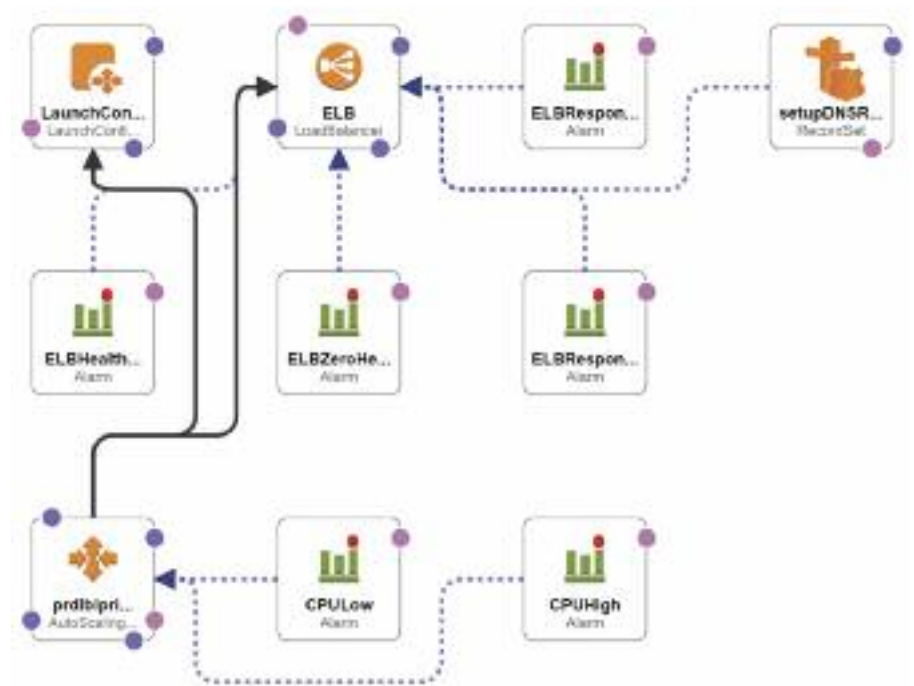 LaunchCon...
LaunchConfi...
ELB
LoadBalancer
ELBRespon...
Alarm
setupDNSR...
RecordSet
ELBHealth...
Alarm
ELBZeroHe...
Alarm
ELBRespon...
Alarm
prdlbipri...
AutoScaling...
CPULow
Alarm
CPUHigh
Alarm